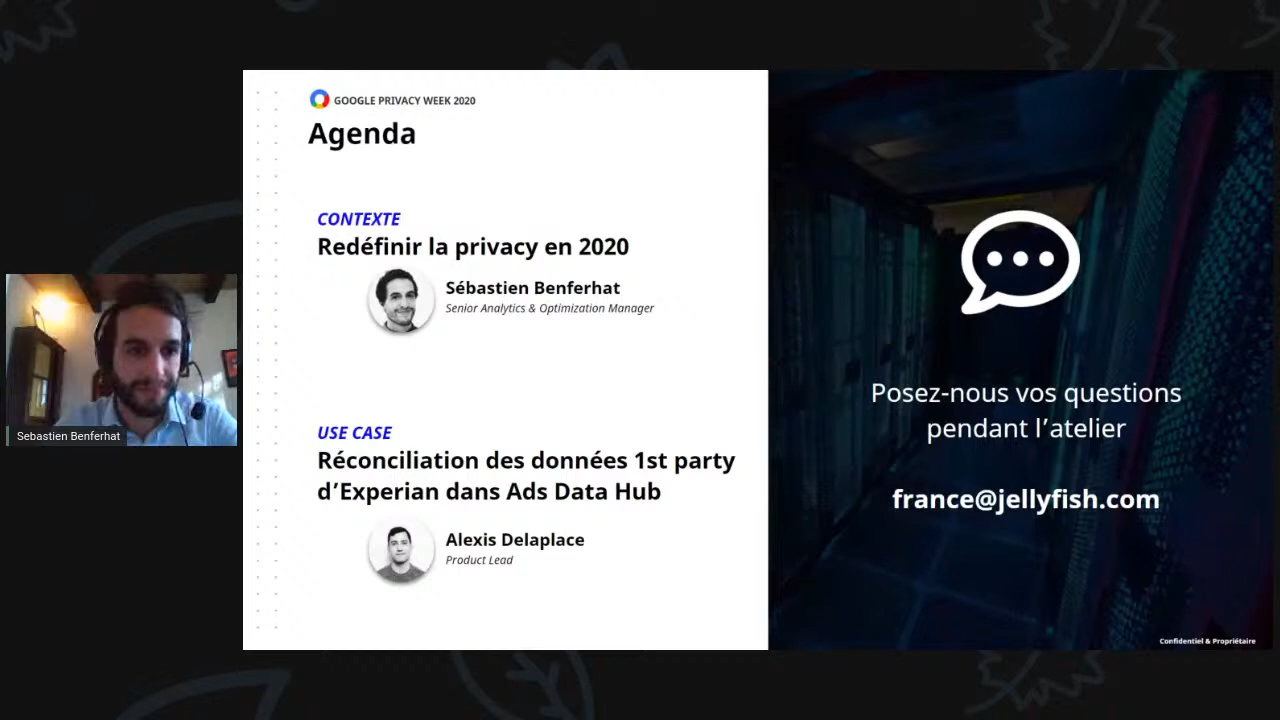 GOOGLE PRIVACY WEEK 2020
Agenda
CONTEXTE
Redéfinir la privacy en 2020
Sébastien Benferhat
Senior Analytics & Optimization Manager
USE CASE
Réconciliation des données 1st party
d’Experian dans Ads Data Hub
Alexis Delaplace
Product Lead
Posez-nous vos questions
pendant l’atelier
france@jellyfish.com
Confidentiel & Propriétaire
Sebastien Benferhat